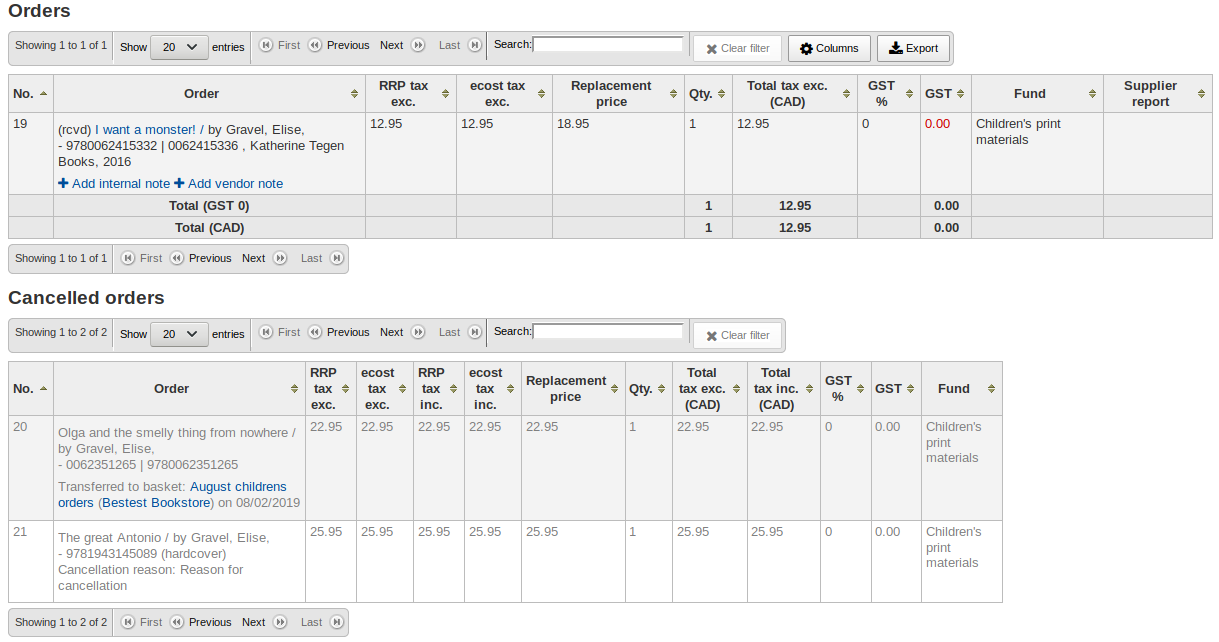 Orders
Showing 1 to 1 of 1 Show 20 entries First Previous Next Last Search: Clear filter Columns Export
No. Order RRP tax exc. ecost tax exc. Replacement price Qty. Total tax exc. (CAD) GST % GST Fund Supplier report
19 (rcvd) I want a monster! / by Gravel, Elise, 12.95 12.95 18.95 1 12.95 0 0.00 Children's print materials
- 9780062415332 | 0062415336 , Katherine Tegen
Books, 2016
Add internal note Add vendor note
Total (GST 0) 1 12.95 0.00
Total (CAD) 1 12.95 0.00
Showing 1 to 1 of 1 First Previous Next Last
Cancelled orders
Showing 1 to 2 of 2 Show 20 entries First Previous Next Last Search: Clear filter
No. Order RRP tax exc. ecost tax exc. RRP tax inc. ecost tax inc. Replacement price Qty. Total tax exc. (CAD) Total tax inc. (CAD) GST % GST Fund
20 Olga and the smelly thing from nowhere / 22.95 22.95 22.95 22.95 22.95 1 22.95 22.95 0 0.00 Children's print materials
by Gravel, Elise,
- 0062351265 | 9780062351265
Transferred to basket: August childrens
orders (Bestest Bookstore) on 08/02/2019
21 The great Antonio / by Gravel, Elise, 25.95 25.95 25.95 25.95 25.95 1 25.95 25.95 0 0.00 Children's print materials
- 9781943145089 (hardcover)
Cancellation reason: Reason for
cancellation
Showing 1 to 2 of 2 First Previous Next Last